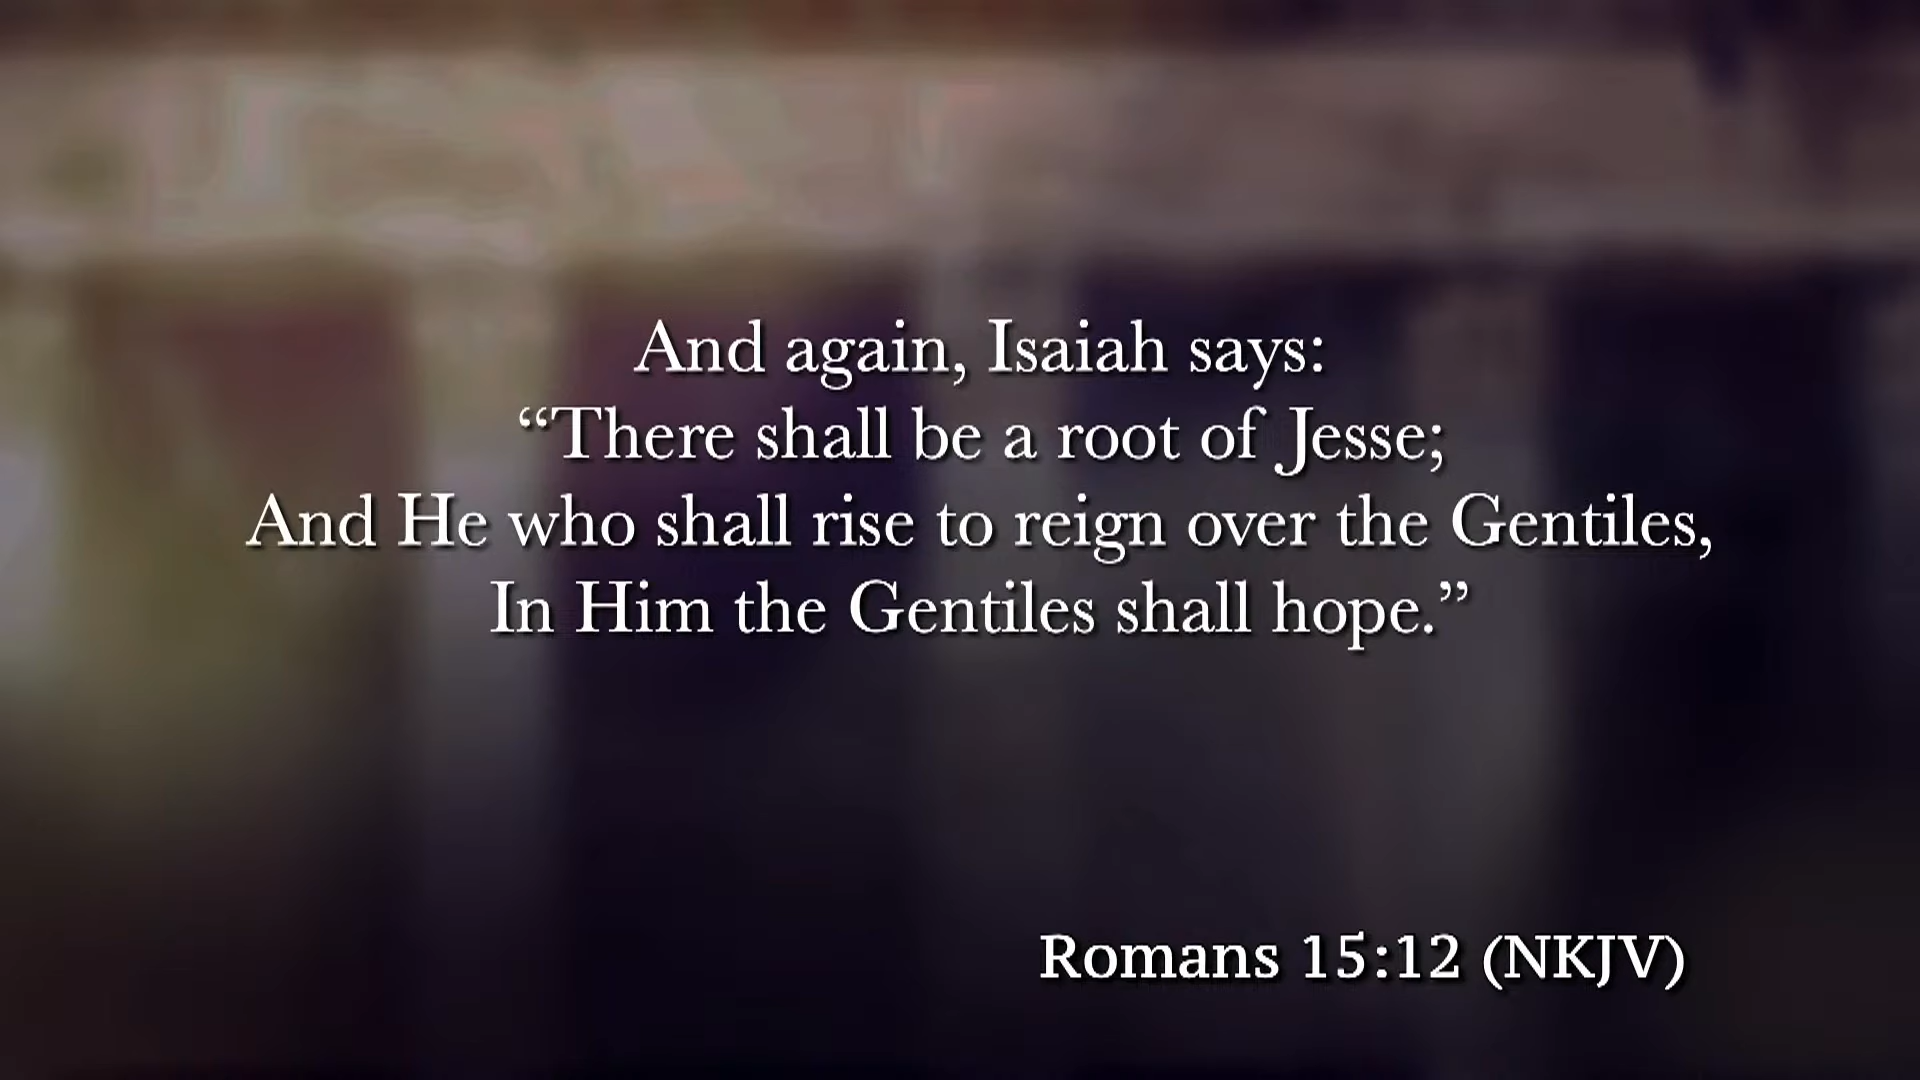 And again, Isaiah says:
“There shall be a root of Jesse;
And He who shall rise to reign over the Gentiles,
In Him the Gentiles shall hope.”
Romans 15:12 (NKJV)